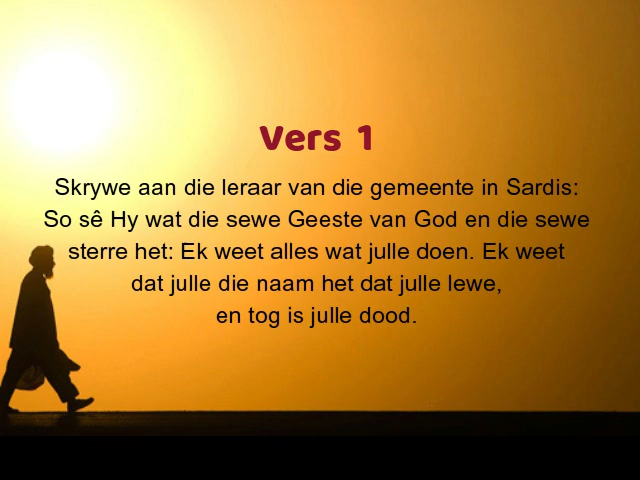 Vers 1
Skrywe aan die leraar van die gemeente in Sardis:
So sê Hy wat die sewe Geeste van God en die sewe
sterre het: Ek weet alles wat julle doen. Ek weet
dat julle die naam het dat julle lewe,
en tog is julle dood.